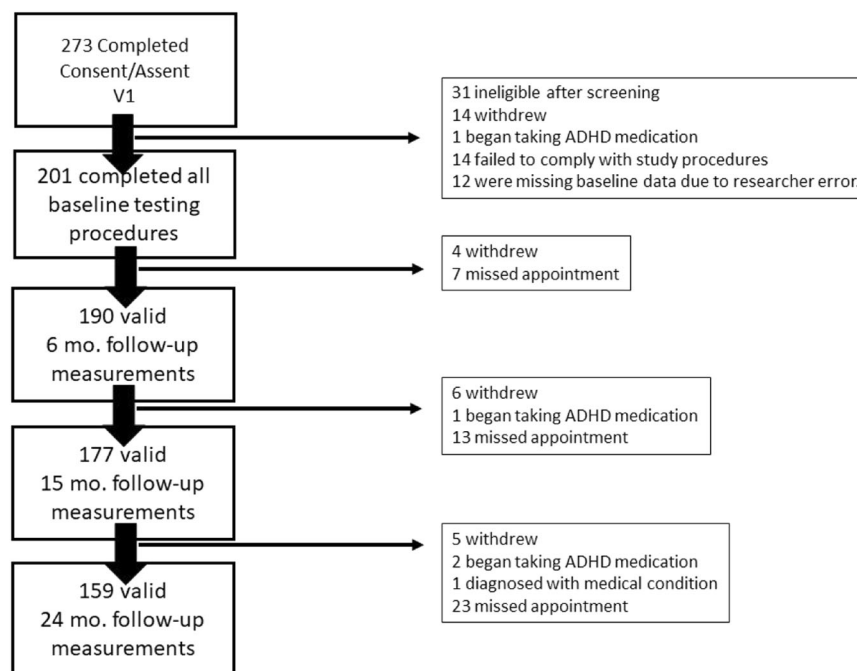 273 Completed
Consent/Assent
V1
31 ineligible after screening
14 withdrew
1 began taking ADHD medication
14 failed to comply with study procedures
12 were missing baseline data due to researcher error.
201 completed all
baseline testing
procedures
4 withdrew
7 missed appointment
190 valid
6 mo. follow-up
measurements
6 withdrew
1 began taking ADHD medication
13 missed appointment
177 valid
15 mo. follow-up
measurements
5 withdrew
2 began taking ADHD medication
1 diagnosed with medical condition
23 missed appointment
159 valid
24 mo. follow-up
measurements